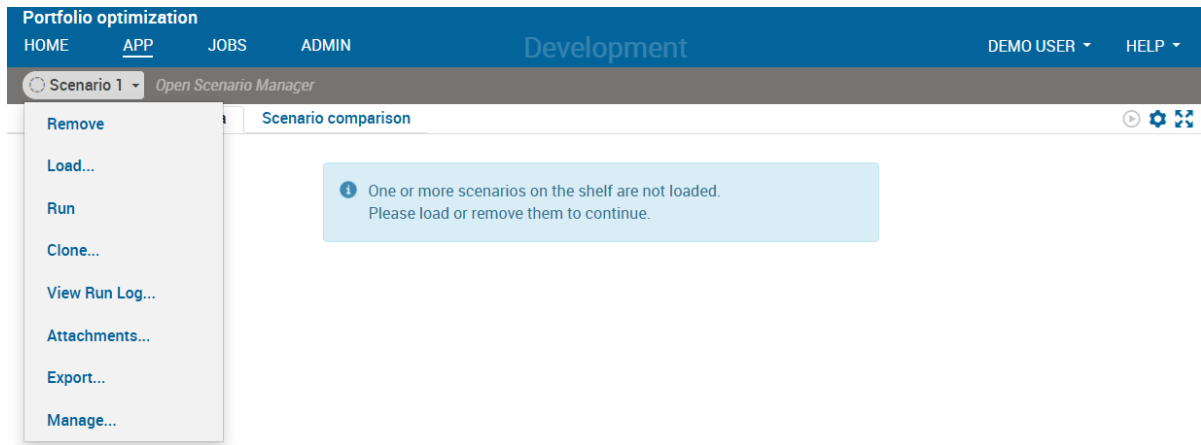 Portfolio optimization
HOME APP JOBS ADMIN Development DEMO USER HELP
Scenario 1 Open Scenario Manager
a Scenario comparison
Remove
Load...
Run
Clone...
View Run Log...
Attachments...
Export...
Manage...
One or more scenarios on the shelf are not loaded.
Please load or remove them to continue.